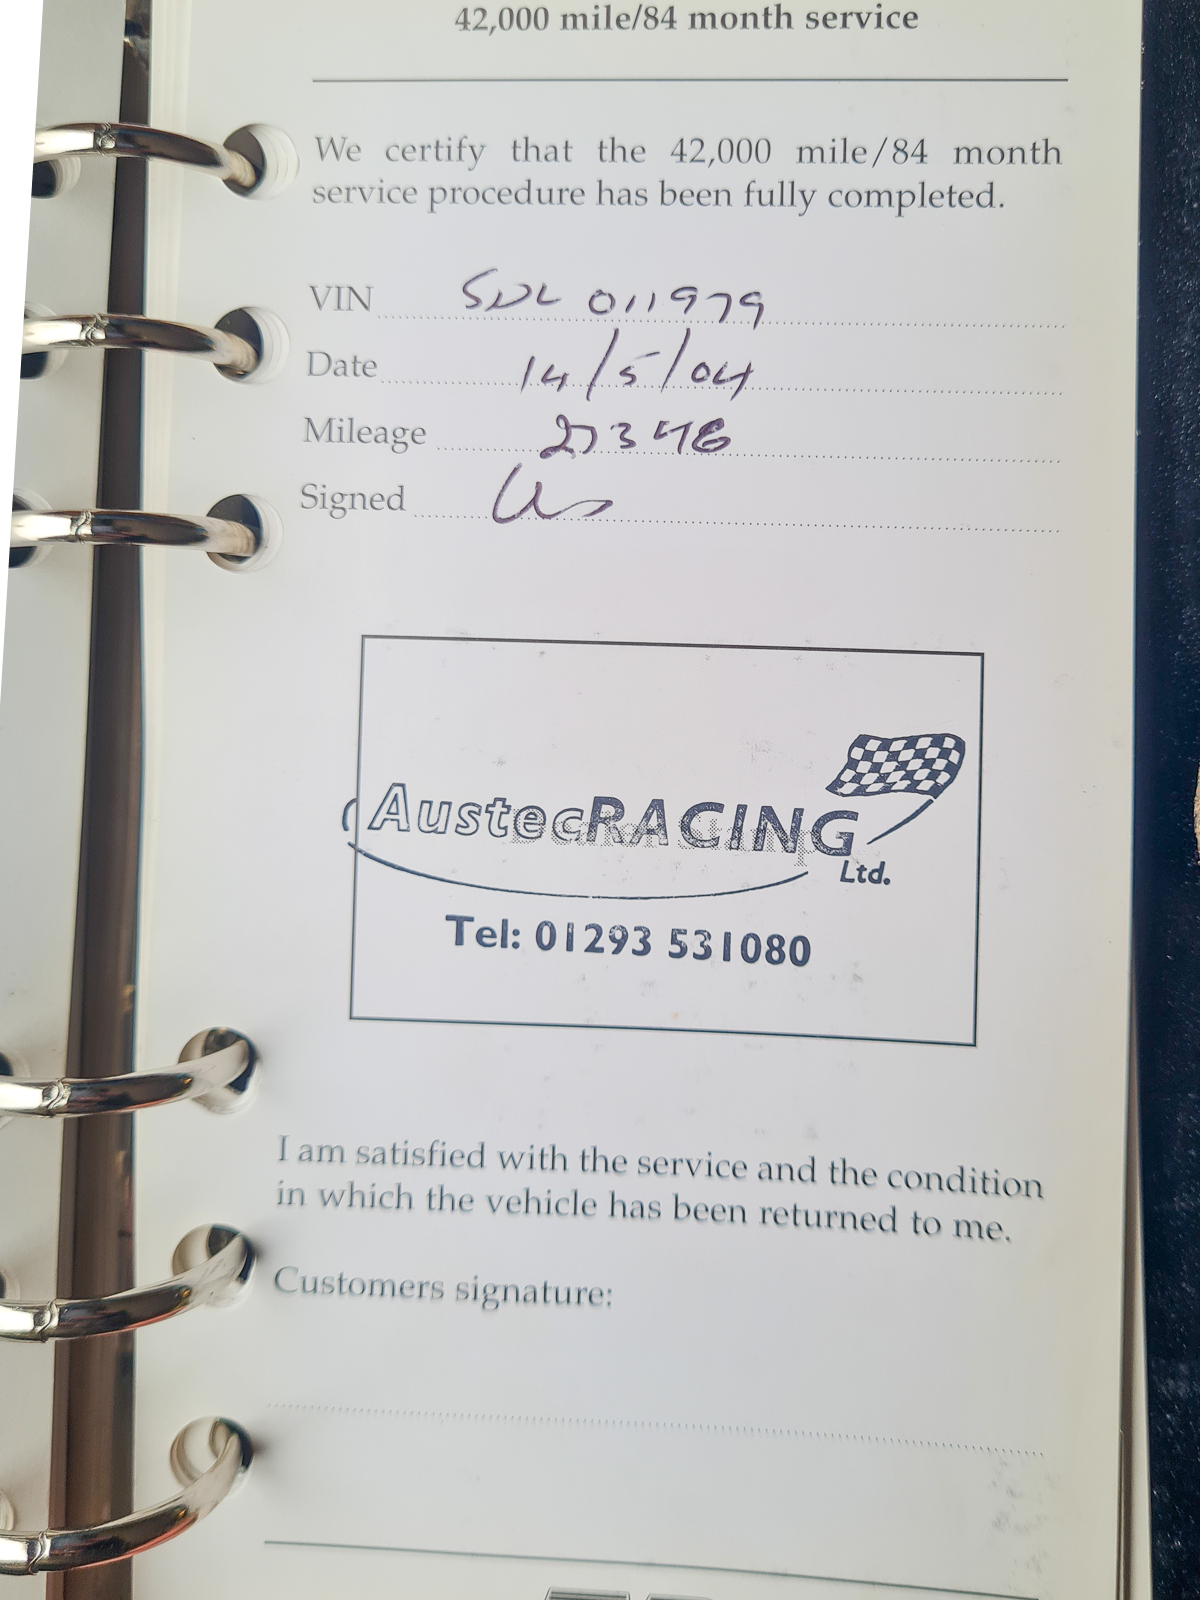 42,000 mile/84 month service
We certify that the 42,000 mile/84 month
service procedure has been fully completed.
VIN SDL 011979
Date 14/5/04
Mileage 27348
Signed
AustecRACING
Ltd.
Tel: 01293 531080
I am satisfied with the service and the condition
in which the vehicle has been returned to me.
Customers signature: